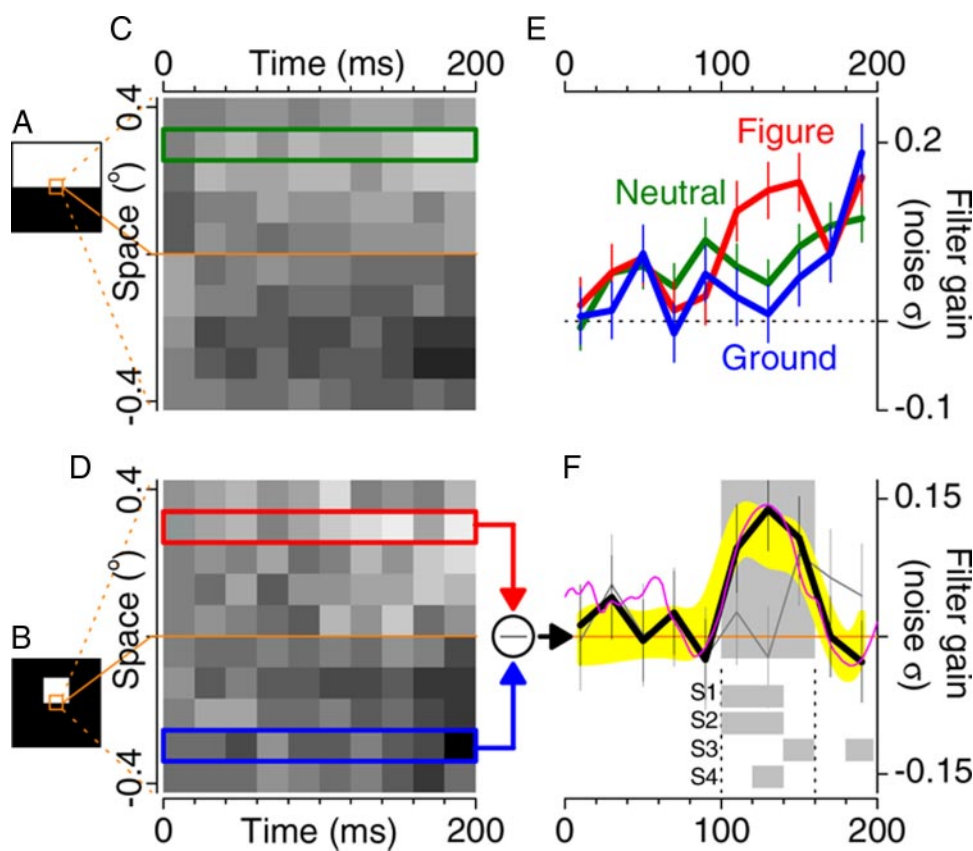 C
E
Time (ms)
0
200
0
100
200
A
0.4
Space (°)
-0.4
Figure
Neutral
Ground
0.2
-0.1
Filter gain
(noise σ)
D
F
B
0.4
Space (°)
-0.4
0.15
-0.15
Filter gain
(noise σ)
S1
S2
S3
S4
0
200
Time (ms)
0
100
200